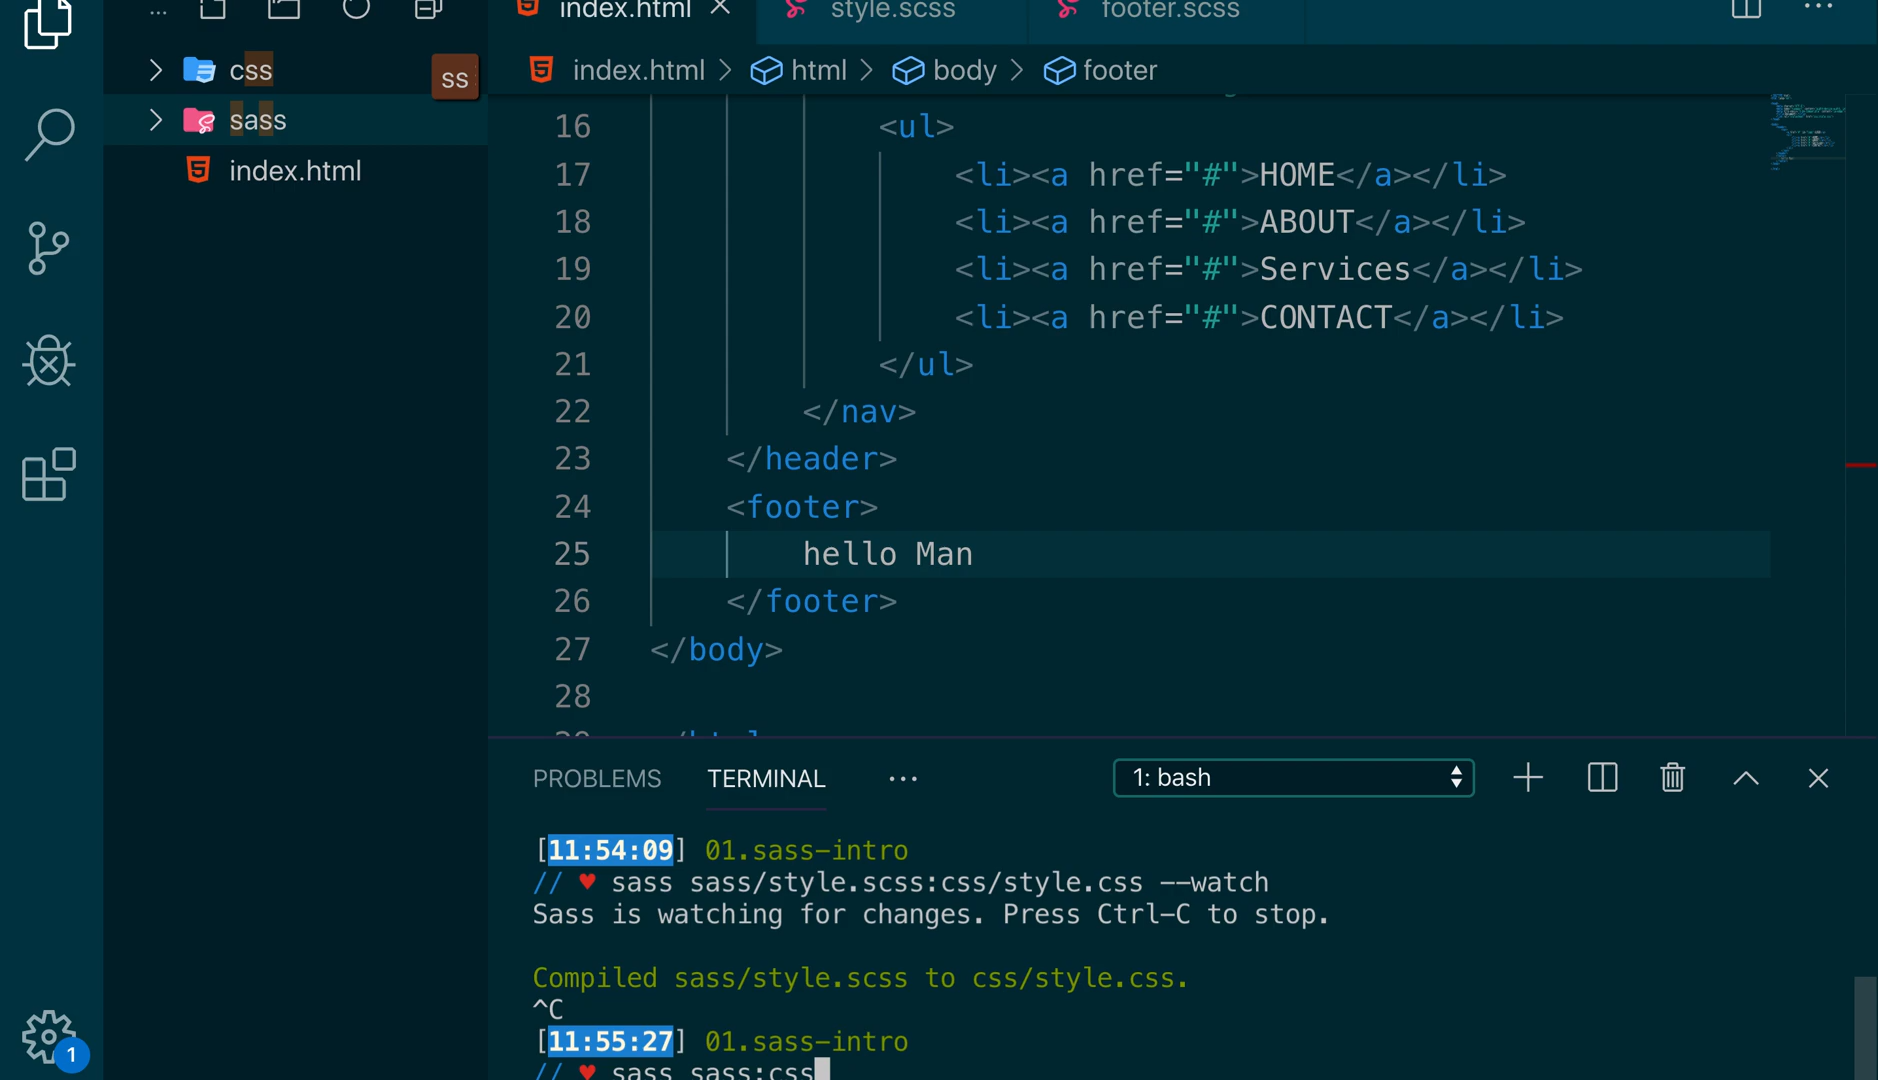 ...
index.html
style.scss
footer.scss
...
css
ss
index.html > html > body > footer
sass
index.html
16 <ul>
17 <li><a href="#">HOME</a></li>
18 <li><a href="#">ABOUT</a></li>
19 <li><a href="#">Services</a></li>
20 <li><a href="#">CONTACT</a></li>
21 </ul>
22 </nav>
23 </header>
24 <footer>
25 hello Man
26 </footer>
27 </body>
28
PROBLEMS TERMINAL ... 1: bash
[11:54:09] 01.sass-intro
// ♥ sass sass/style.scss:css/style.css --watch
Sass is watching for changes. Press Ctrl-C to stop.
Compiled sass/style.scss to css/style.css.
^C
[11:55:27] 01.sass-intro
// ♥ sass sass:css
1